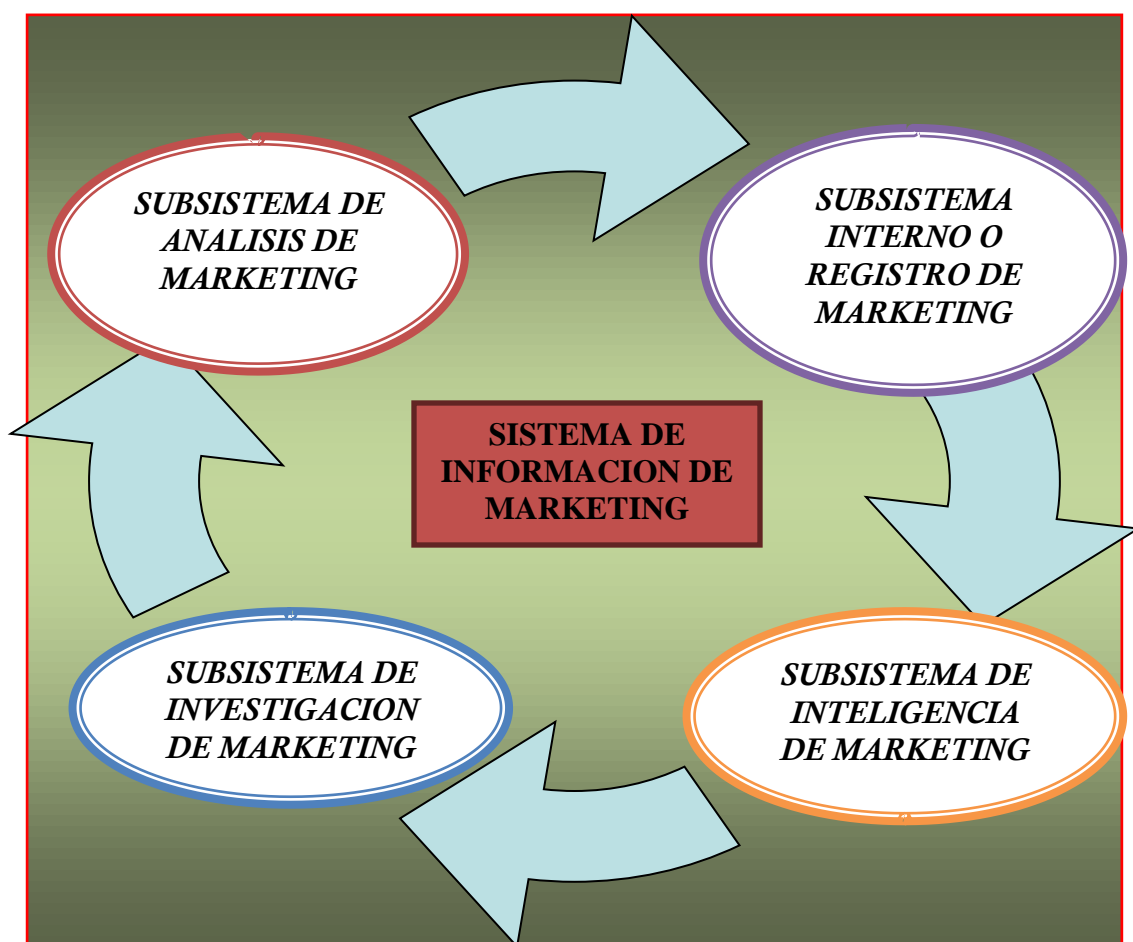 SUBSISTEMA DE
ANALISIS DE
MARKETING
SUBSISTEMA
INTERNO O
REGISTRO DE
MARKETING
SISTEMA DE
INFORMACION DE
MARKETING
SUBSISTEMA DE
INVESTIGACION
DE MARKETING
SUBSISTEMA DE
INTELIGENCIA
DE MARKETING